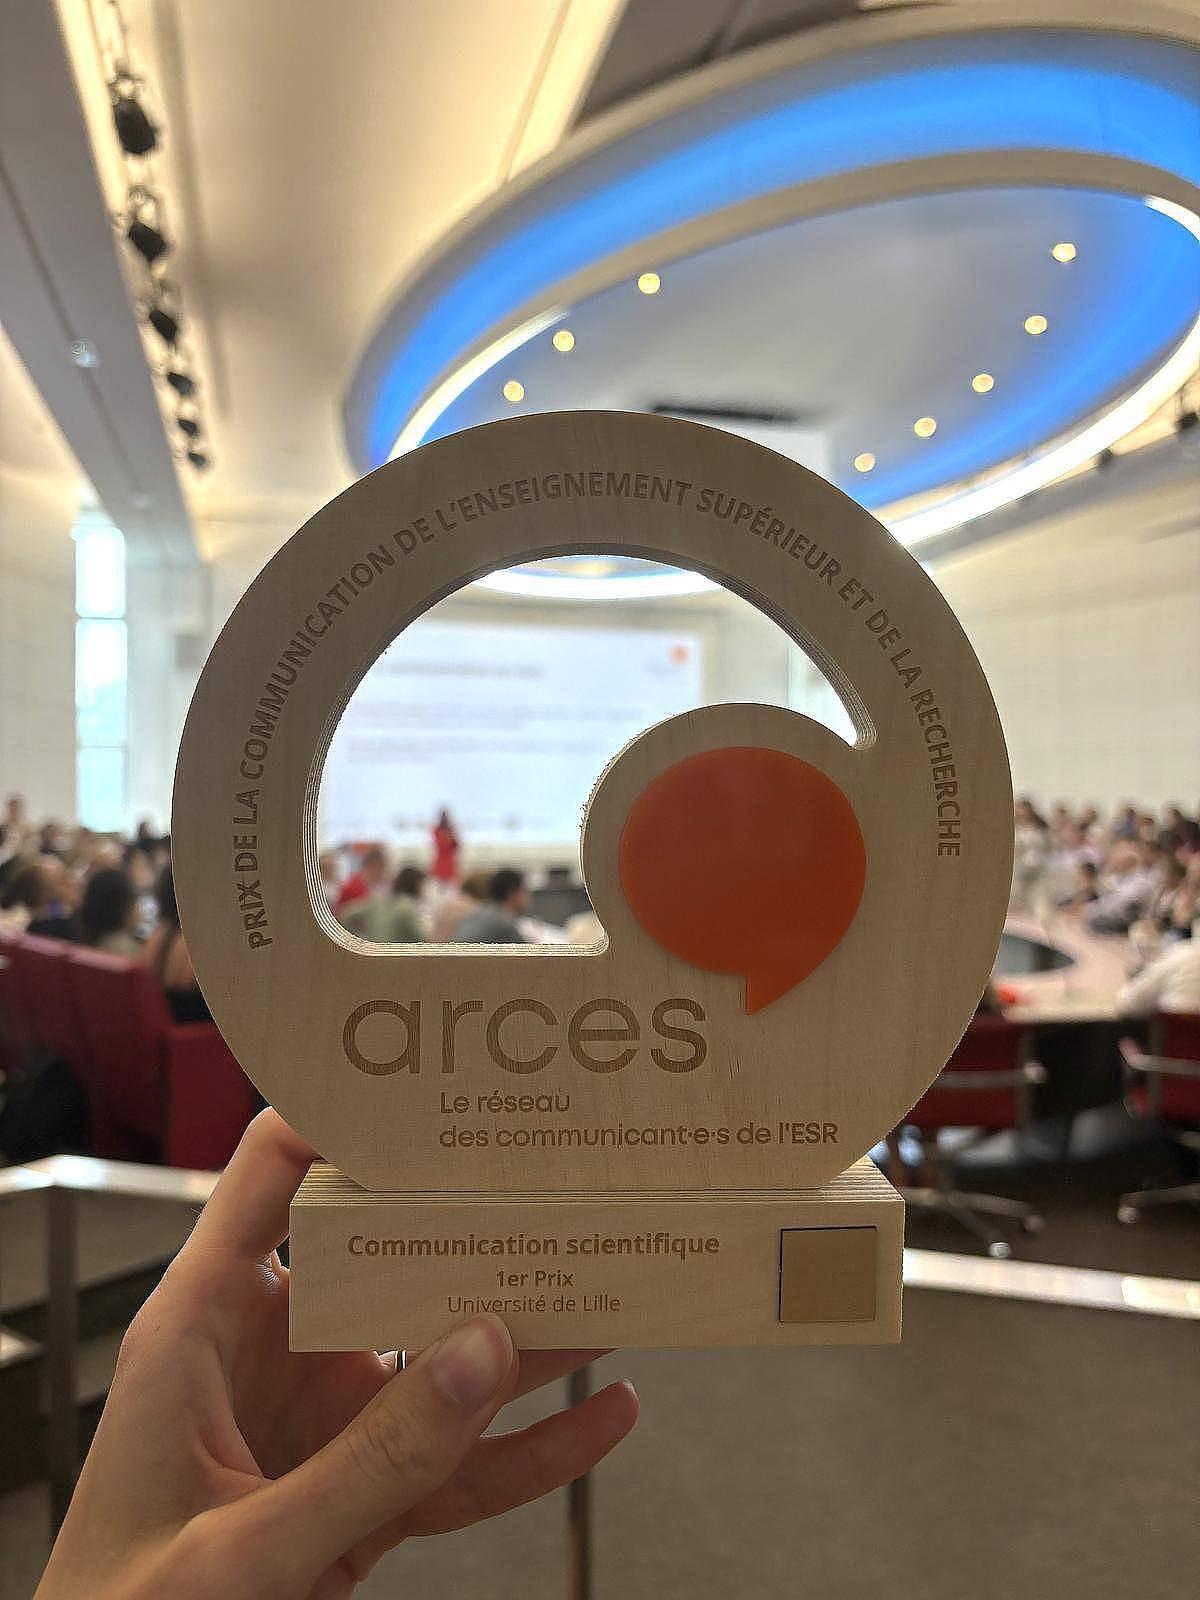 PRIX DE LA COMMUNICATION DE L'ENSEIGNEMENT SUPÉRIEUR ET DE LA RECHERCHE
arces
Le réseau
des communicant·e·s de l'ESR
Communication scientifique
1er Prix
Université de Lille